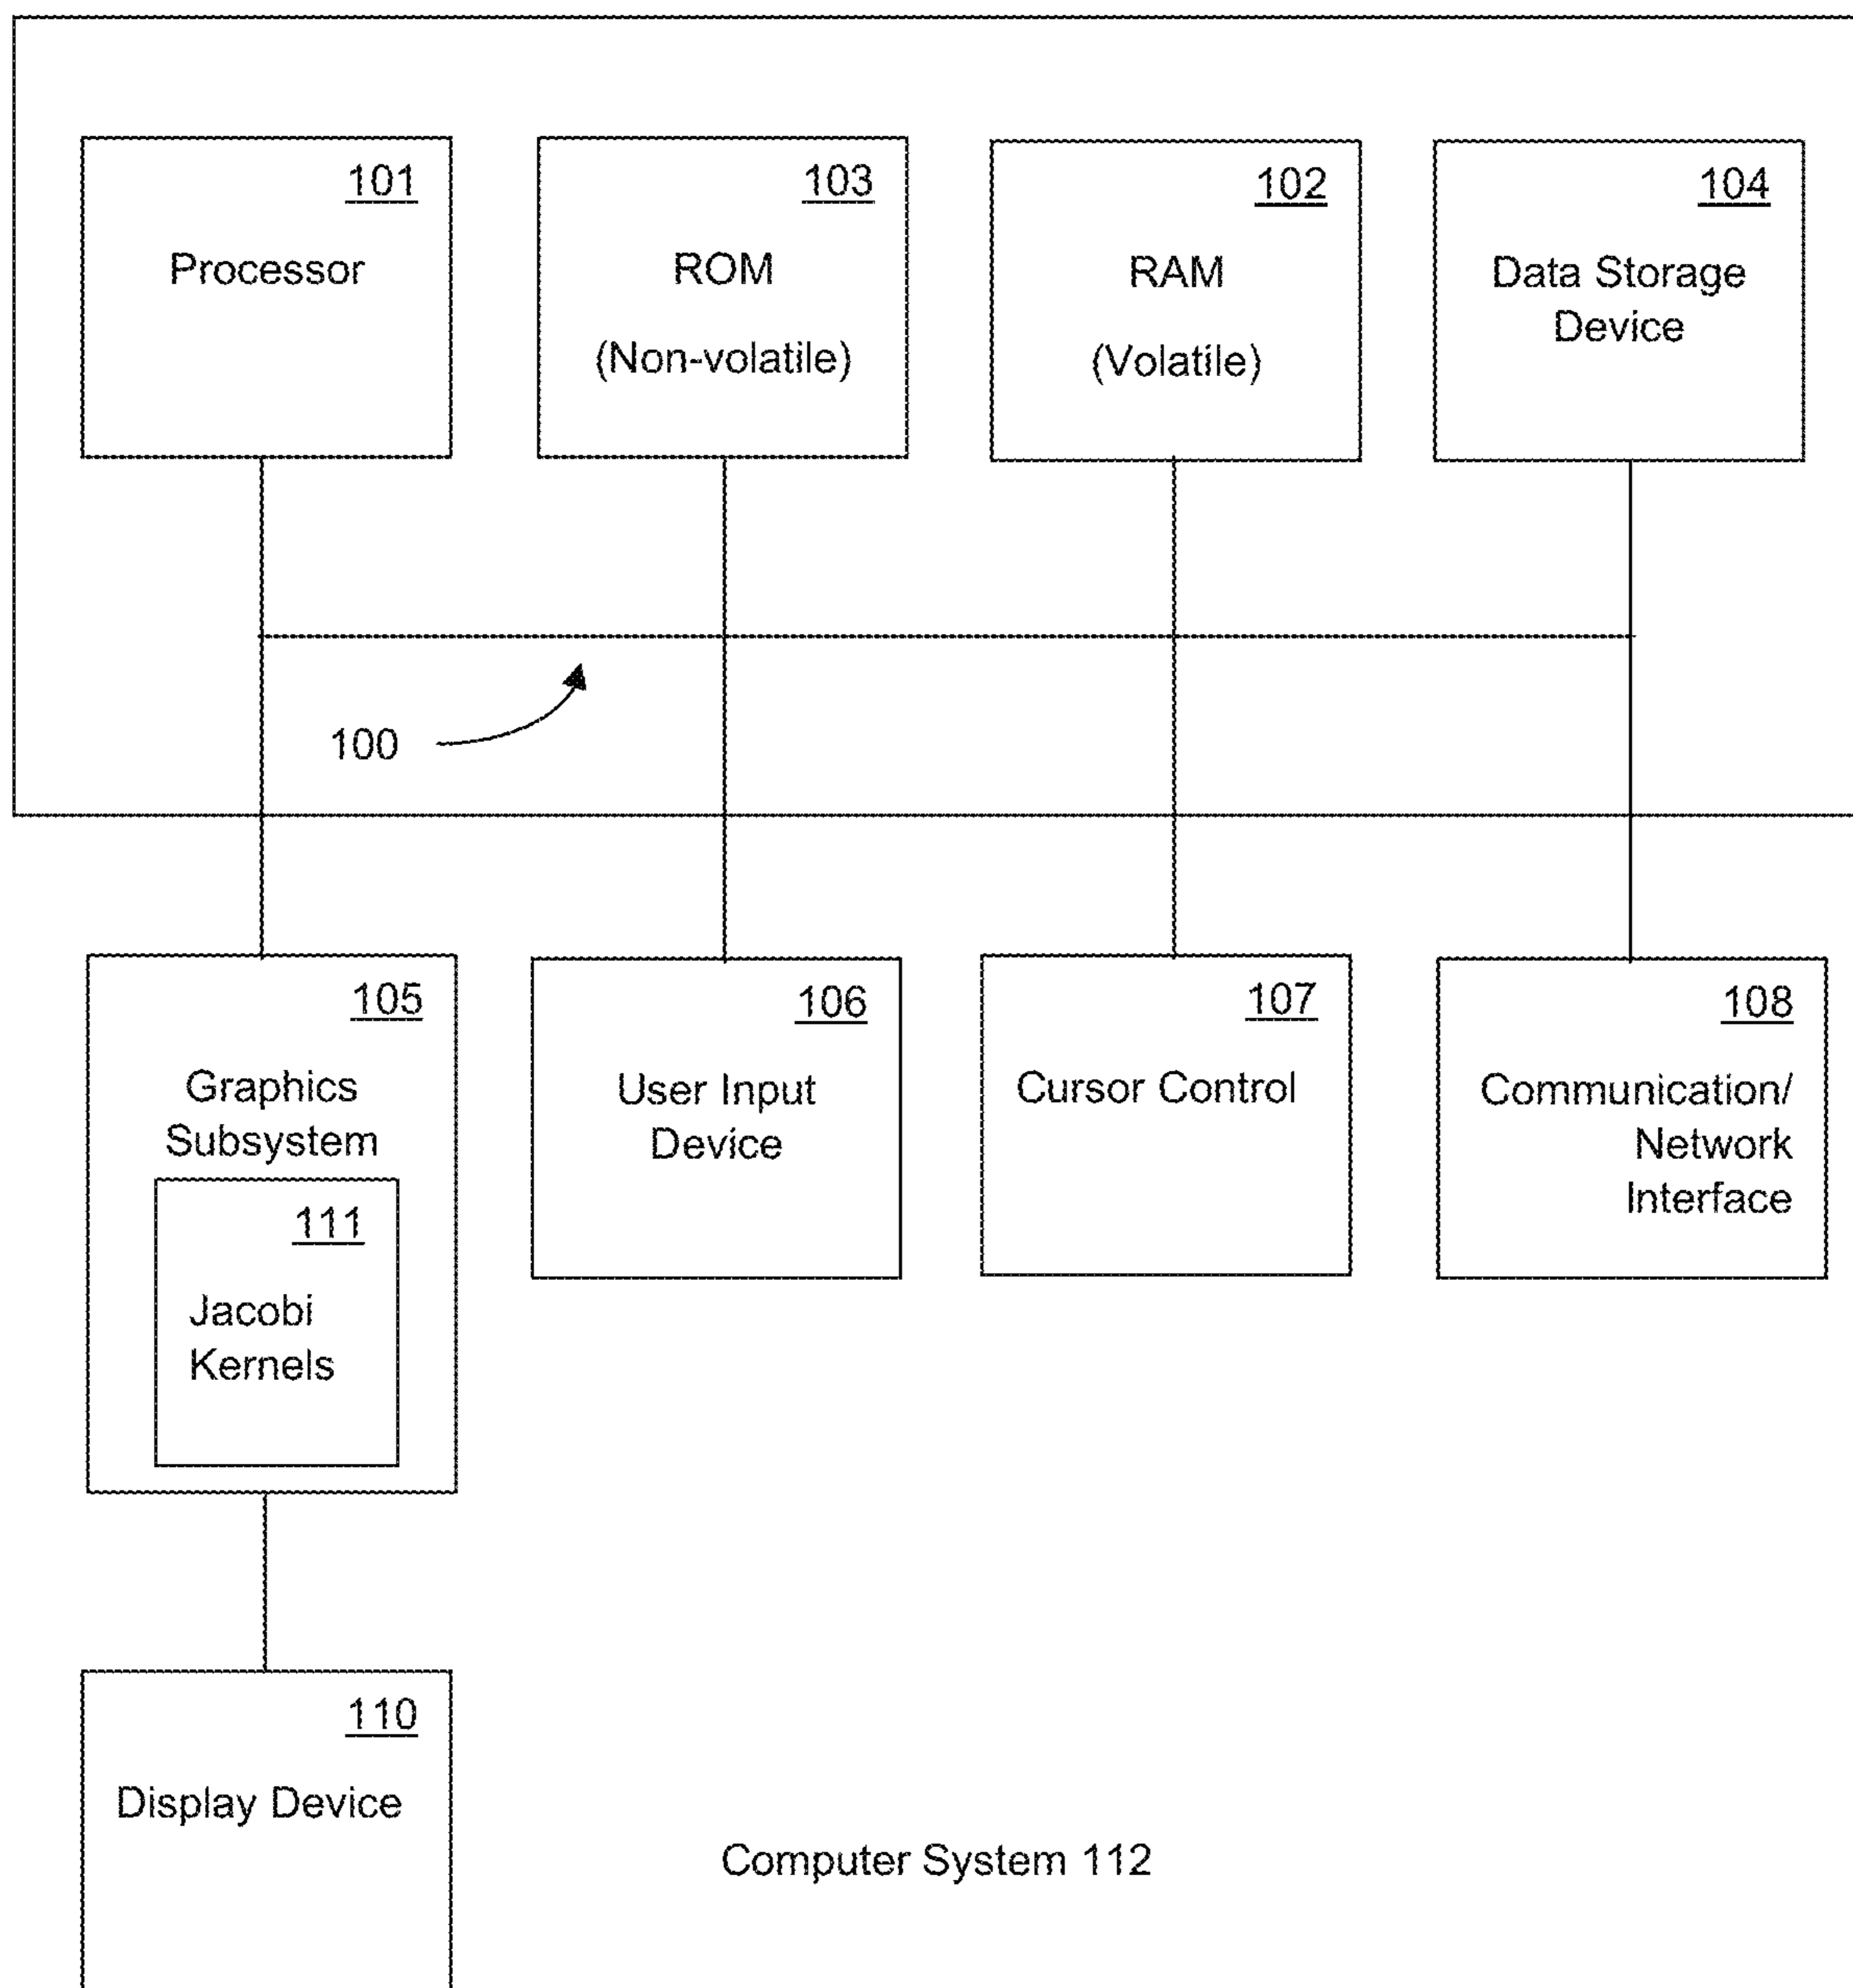 101
Processor
103
ROM
(Non-volatile)
102
RAM
(Volatile)
104
Data Storage
Device
100
105
Graphics
Subsystem
111
Jacobi
Kernels
106
User Input
Device
107
Cursor Control
108
Communication/
Network
Interface
110
Display Device
Computer System 112